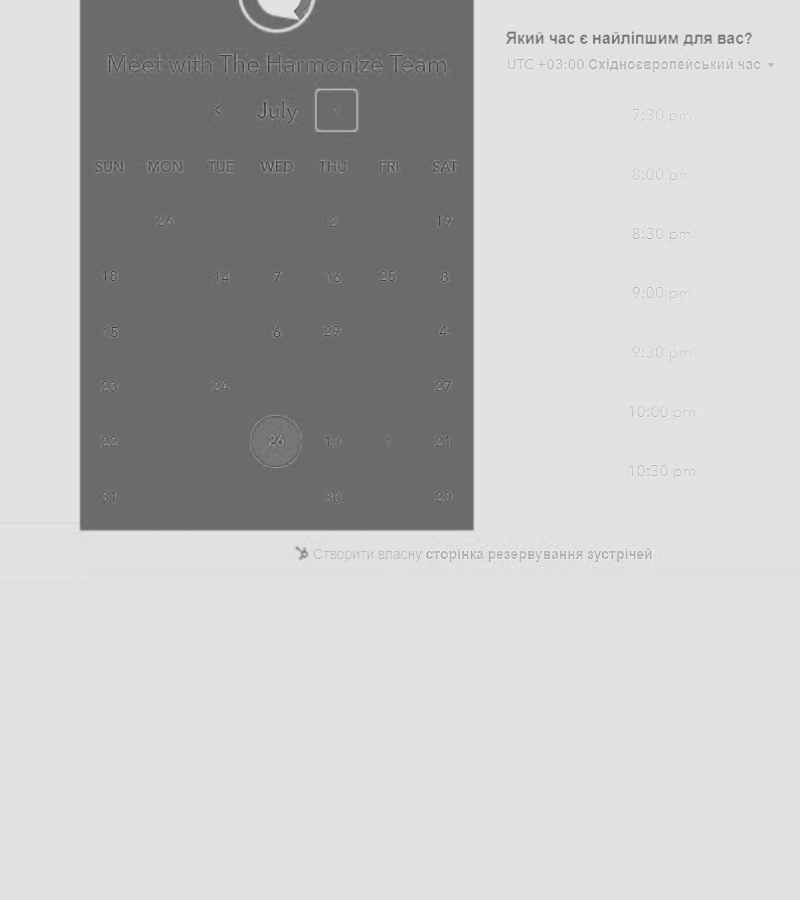 Meet with The Harmonize Team
July
SUN MON TUE WED THU FRI SAT
26 2 19
18 14 7 16 25 8
15 6 29 4
23 24 27
22 26 13 1 21
31 30 20
Який час є найліпшим для вас?
UTC +03:00 Східноєвропейський час
7:30 pm
8:00 pm
8:30 pm
9:00 pm
9:30 pm
10:00 pm
10:30 pm
Створити власну сторінка резервування зустрічей